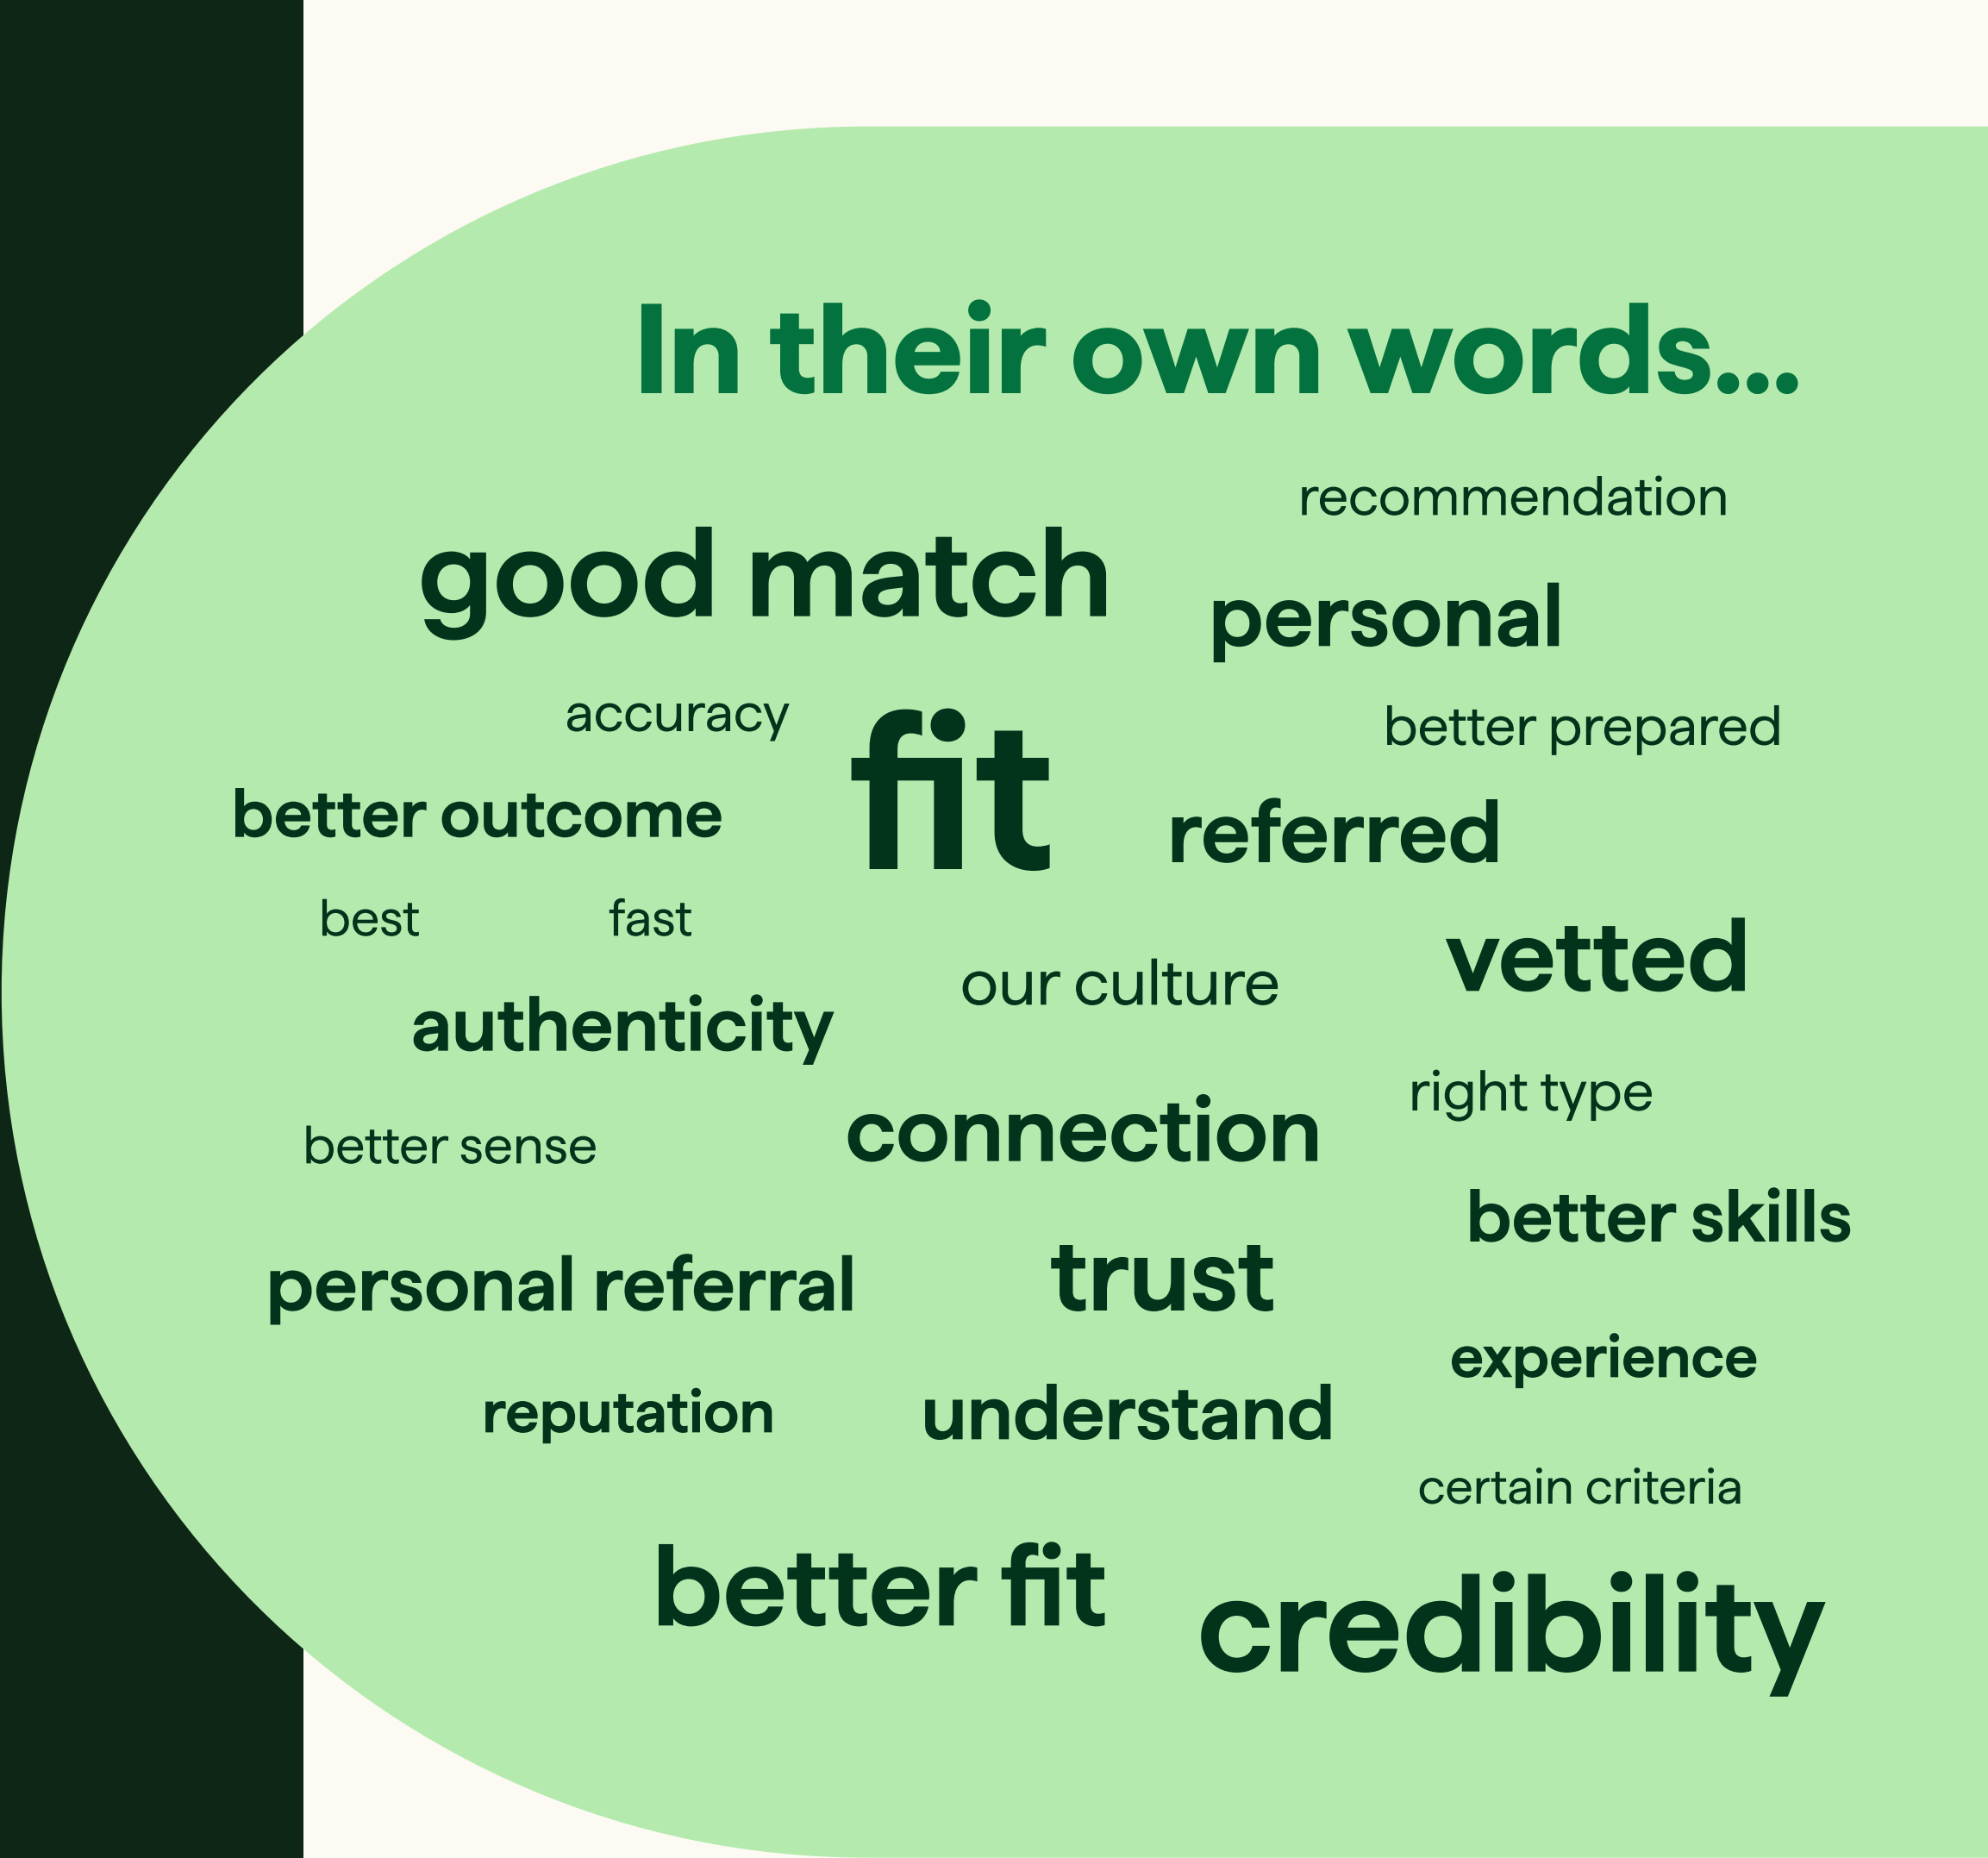 In their own words...
recommendation
good match
personal
accuracy
fit
better prepared
better outcome
referred
best
fast
our culture
vetted
authenticity
right type
better sense
connection
better skills
personal referral
trust
experience
reputation
understand
certain criteria
better fit
credibility